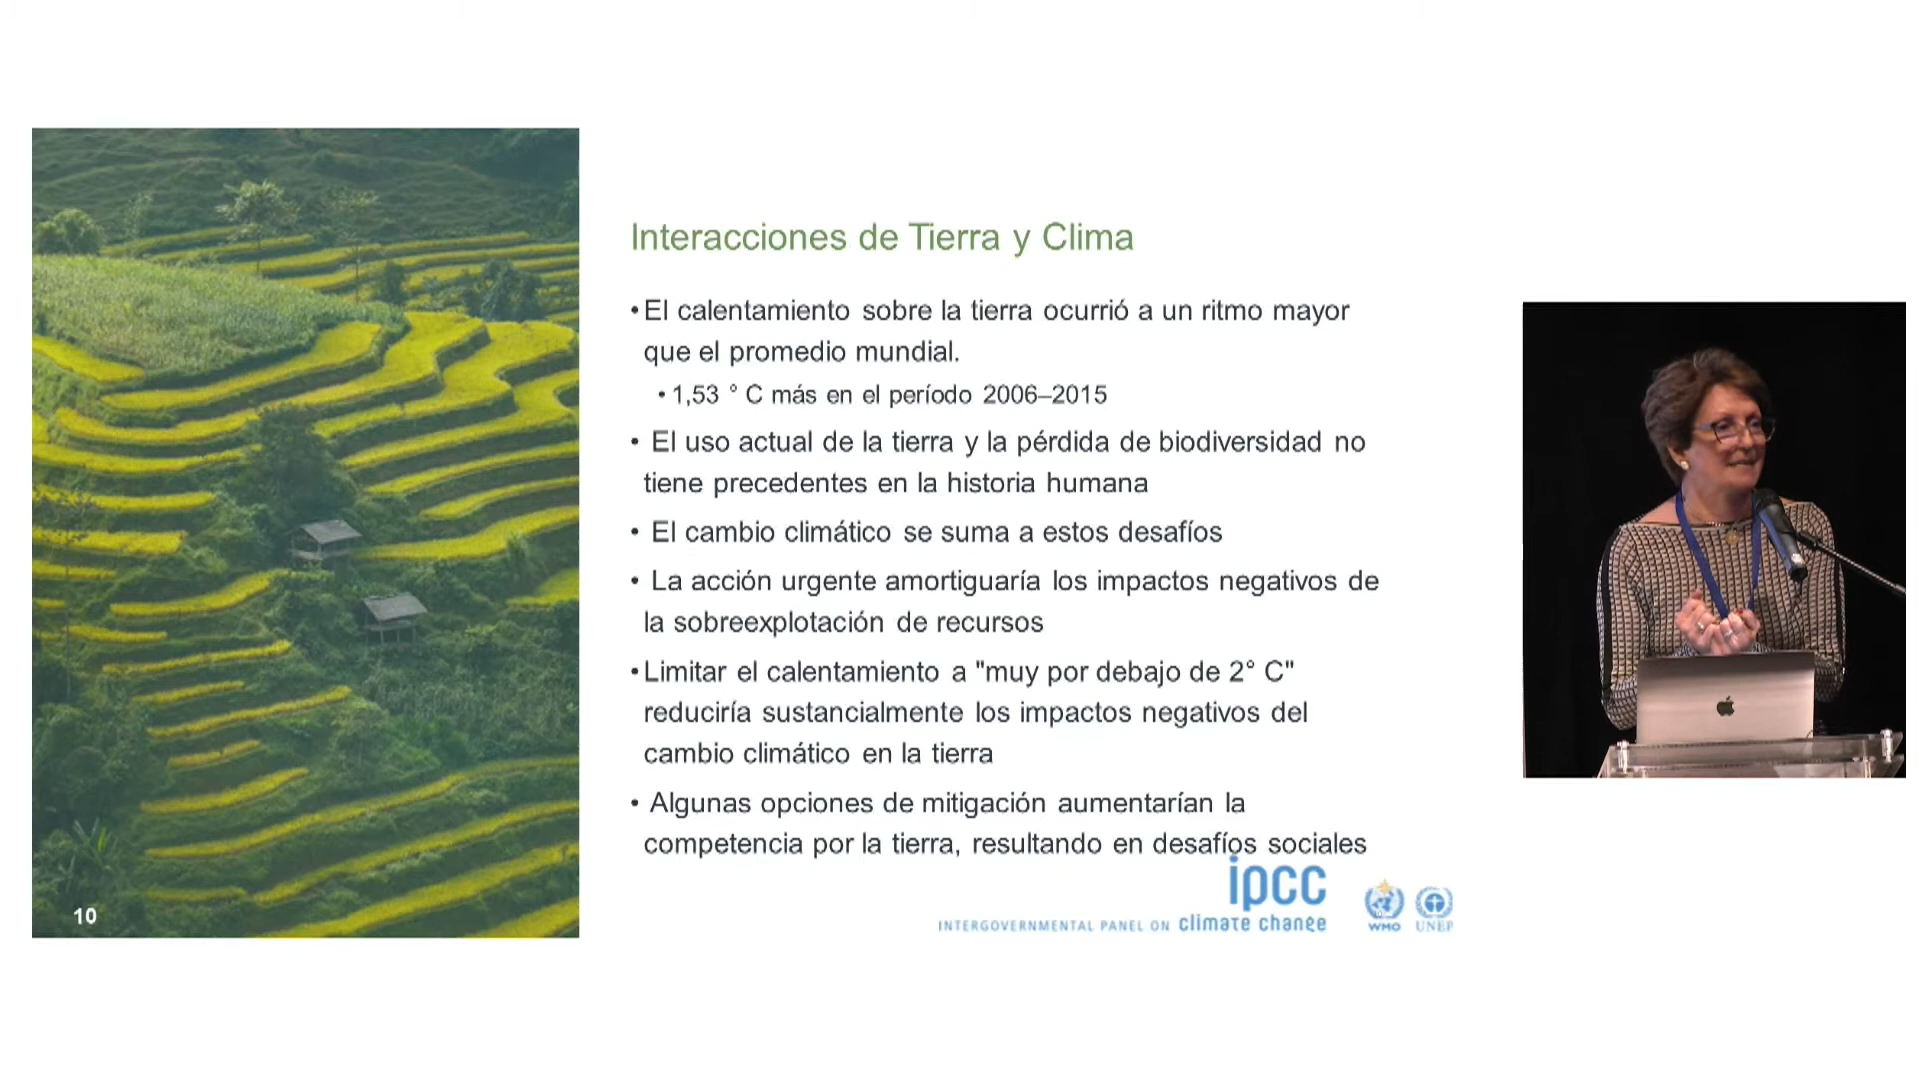 Interacciones de Tierra y Clima
•El calentamiento sobre la tierra ocurrió a un ritmo mayor
que el promedio mundial.
•1,53 ° C más en el período 2006–2015
• El uso actual de la tierra y la pérdida de biodiversidad no
tiene precedentes en la historia humana
• El cambio climático se suma a estos desafíos
• La acción urgente amortiguaría los impactos negativos de
la sobreexplotación de recursos
•Limitar el calentamiento a "muy por debajo de 2° C"
reduciría sustancialmente los impactos negativos del
cambio climático en la tierra
• Algunas opciones de mitigación aumentarían la
competencia por la tierra, resultando en desafíos sociales
10
ipcc
INTERGOVERNMENTAL PANEL ON climate change
WMO UNEP